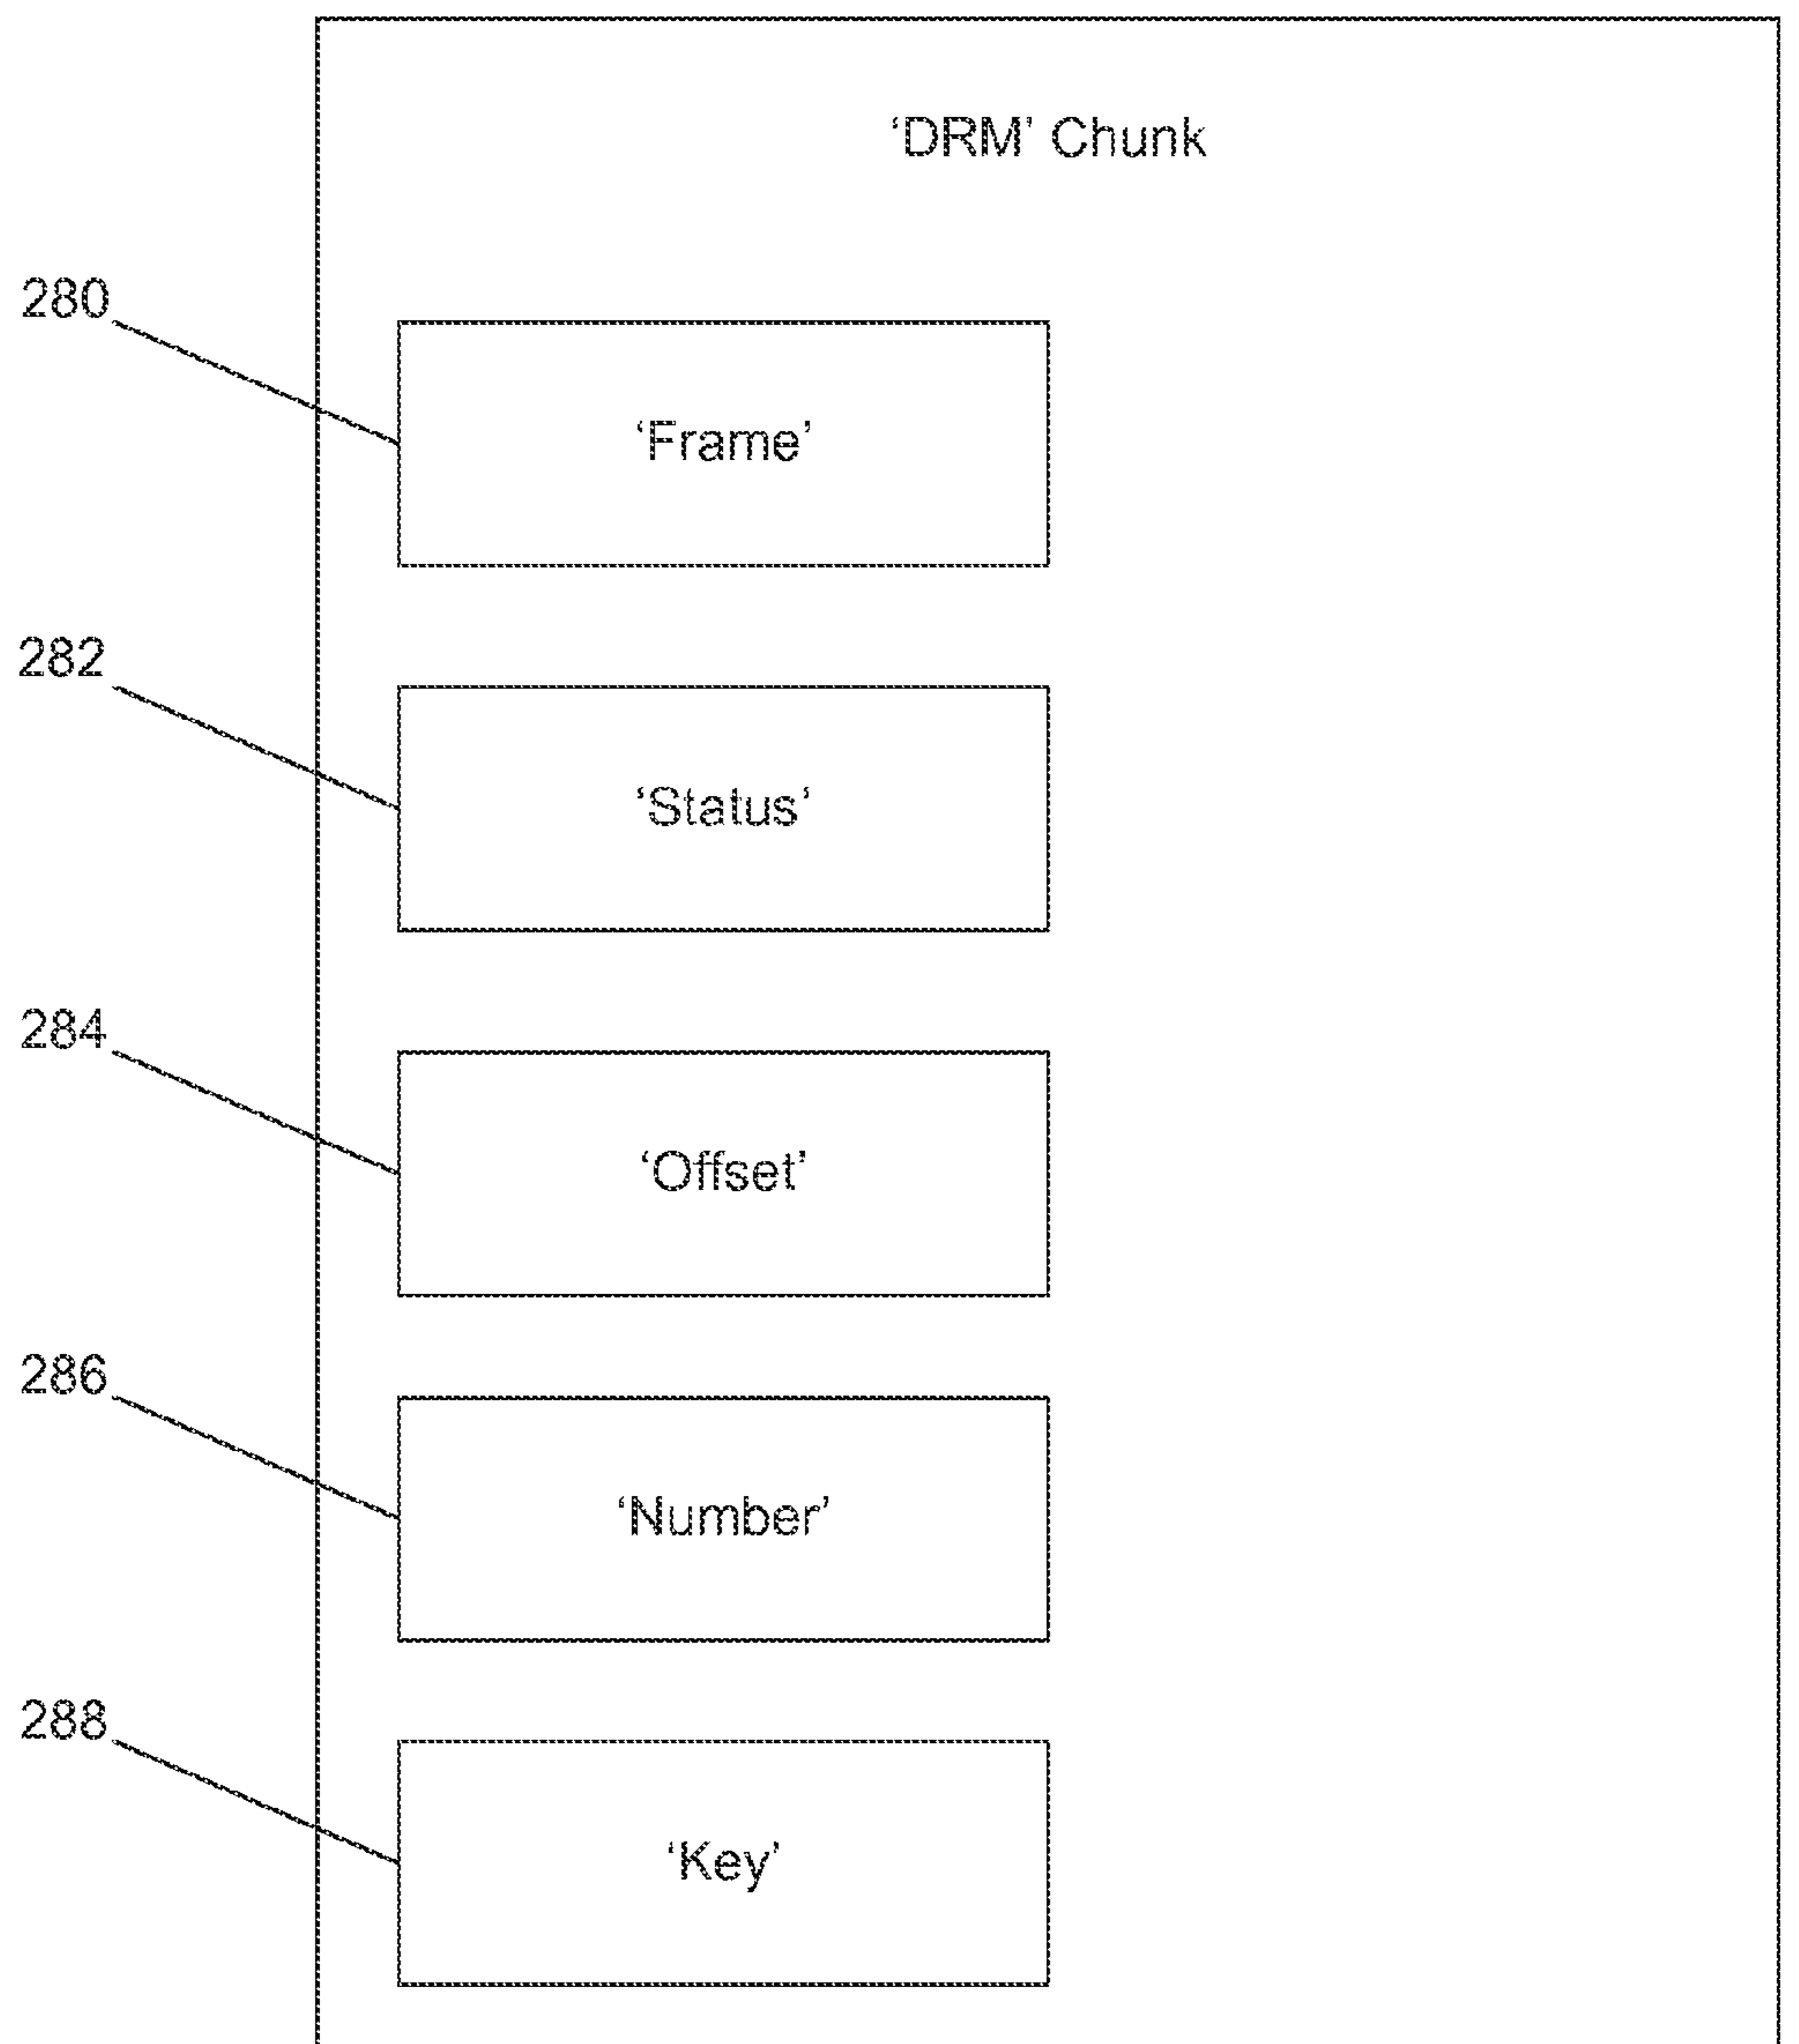 ‘DRM’ Chunk
280
‘Frame’
282
‘Status‘
284
‘Offset’
286
‘Number’
288
‘Key’